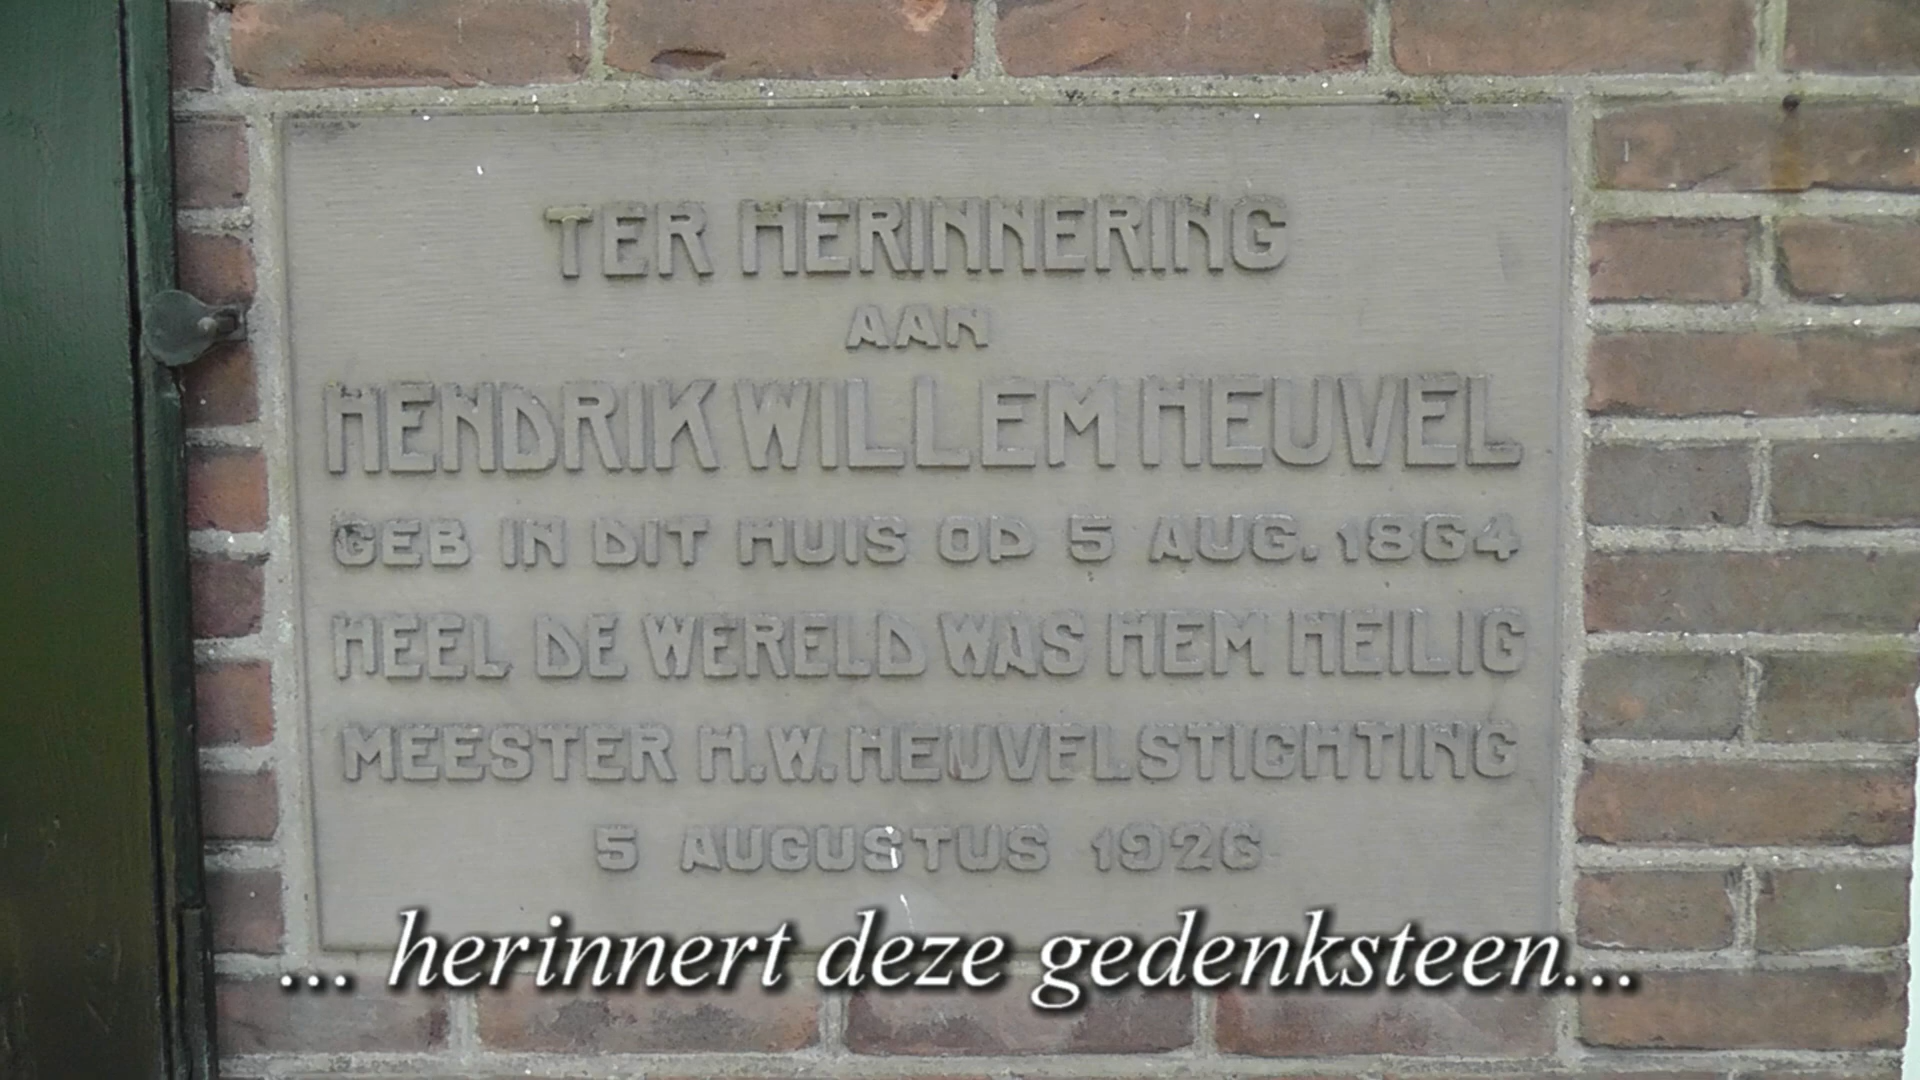 TER HERINNERING
AAN
HENDRIK WILLEM HEUVEL
GEB IN DIT HUIS OP 5 AUG. 1864
HEEL DE WERELD WAS HEM HEILIG
MEESTER H.W. HEUVELSTICHTING
5 AUGUSTUS 1926
... herinnert deze gedenksteen...